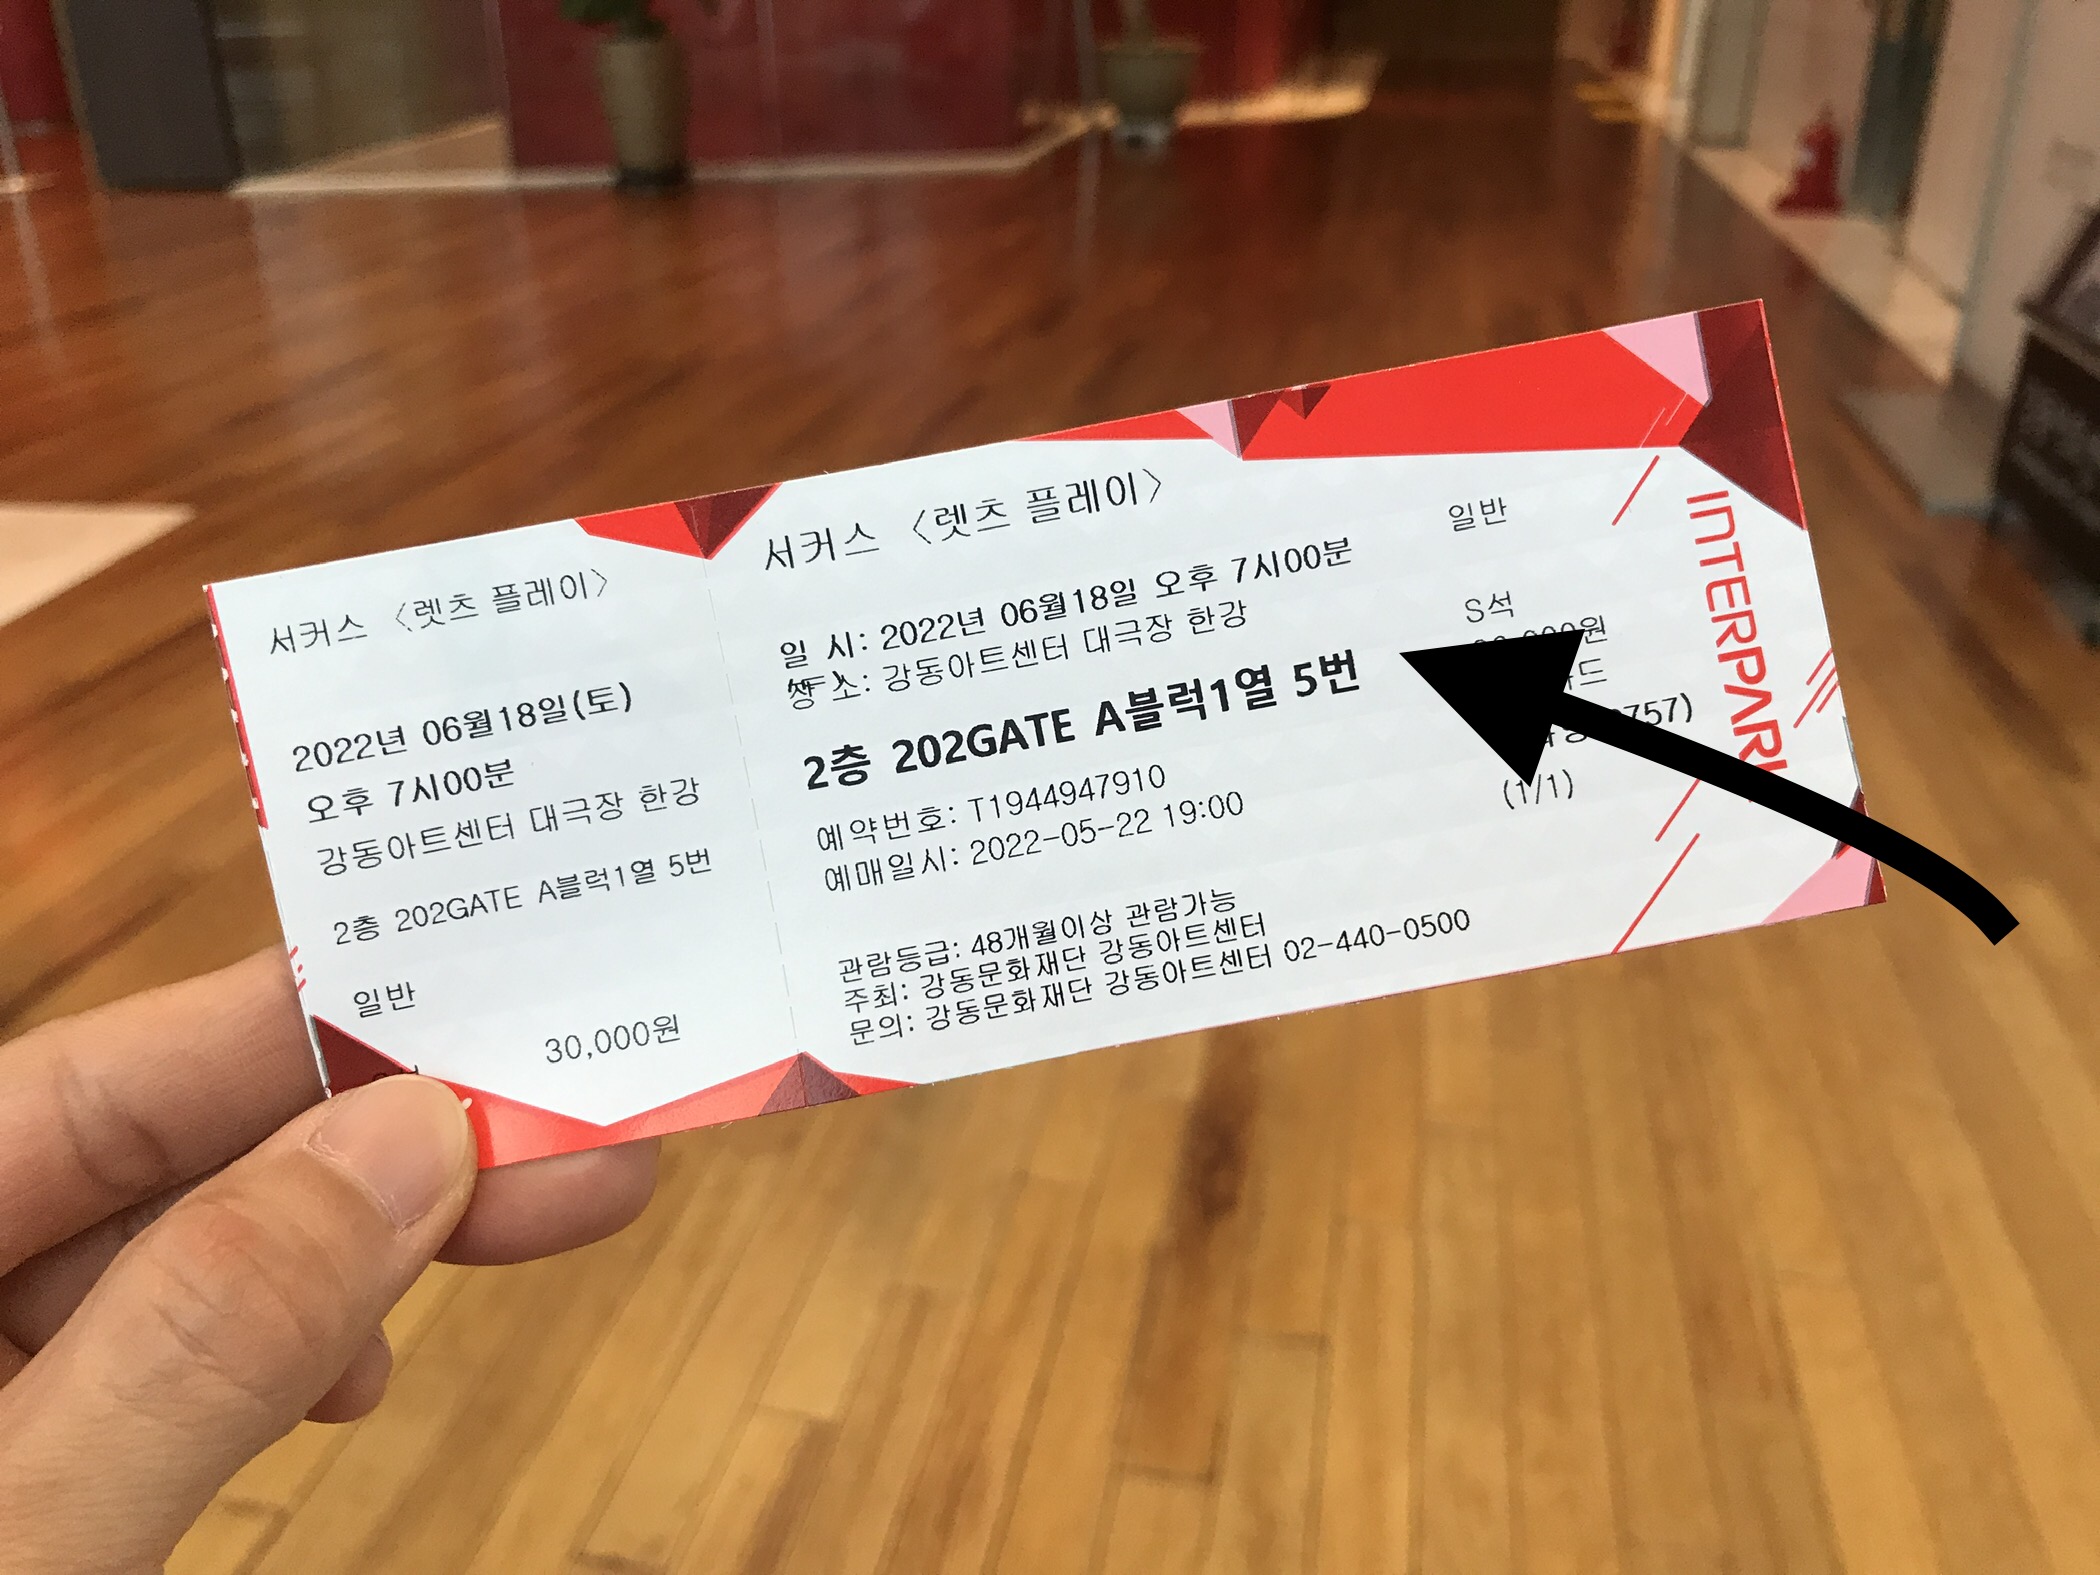 서커스 <렛츠 플레이>
2022년 06월18일(토)
오후 7시00분
강동아트센터 대극장 한강
2층 202GATE A블럭1열 5번
일반
30,000원
서커스 <렛츠 플레이>
일 시: 2022년 06월18일 오후 7시00분
장 소: 강동아트센터 대극장 한강
2층 202GATE A블럭1열 5번
예약번호: T1944947910
예매일시: 2022-05-22 19:00
관람등급: 48개월이상 관람가능
주최: 강동문화재단 강동아트센터
문의: 강동문화재단 강동아트센터 02-440-0500
일반
S석
(1/1)